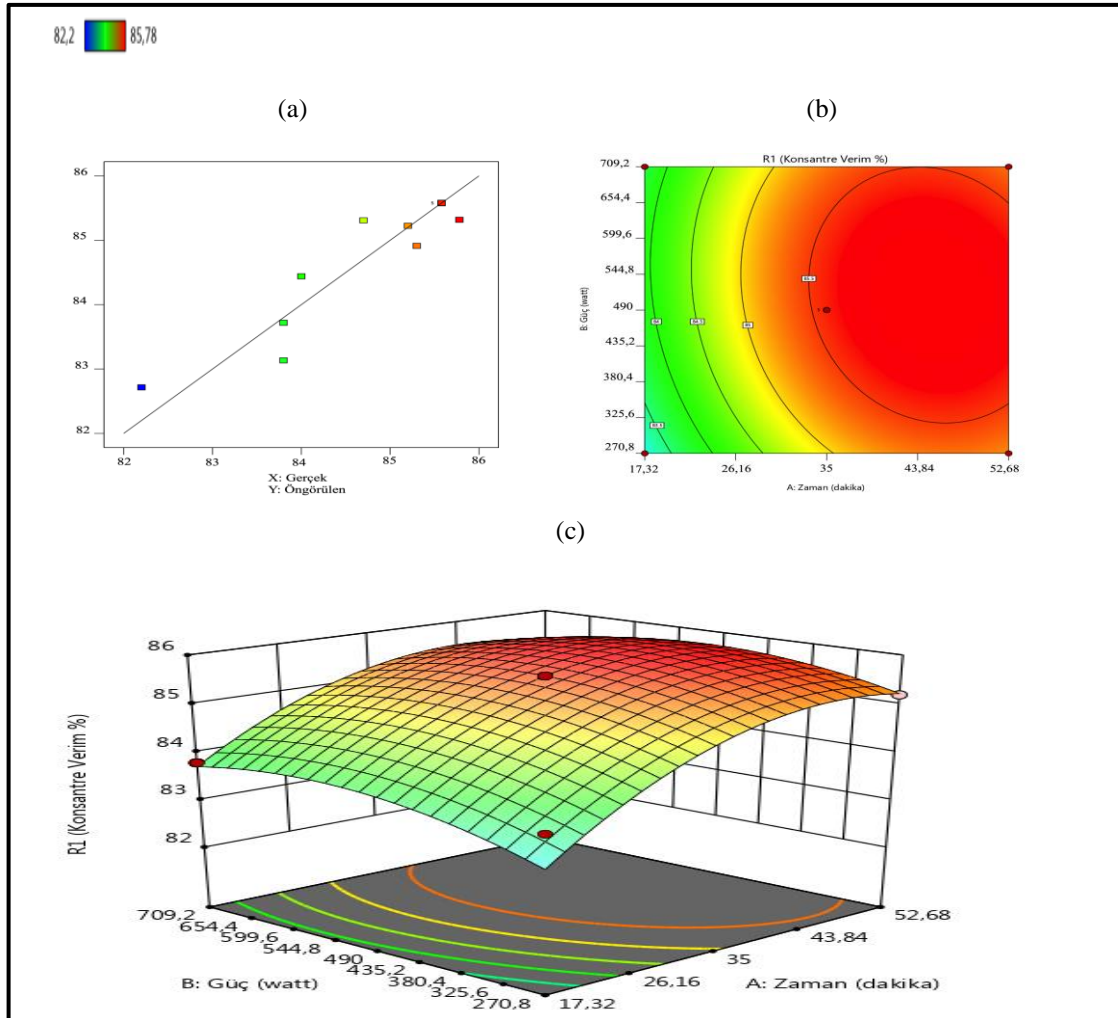 82,2 85,78
(a)
(b)
86
85
84
83
82
82 83 84 85 86
X: Gerçek
Y: Öngörülen
R1 (Konsantre Verim %)
709,2
654,4
599,6
544,8
490
435,2
380,4
325,6
270,8
B: Güç (watt)
17,32 26,16 35 43,84 52,68
A: Zaman (dakika)
(c)
86
85
84
83
82
R1 (Konsantre Verim %)
709,2
654,4
599,6
544,8
490
435,2
380,4
325,6
270,8
B: Güç (watt)
52,68
43,84
35
26,16
17,32
A: Zaman (dakika)